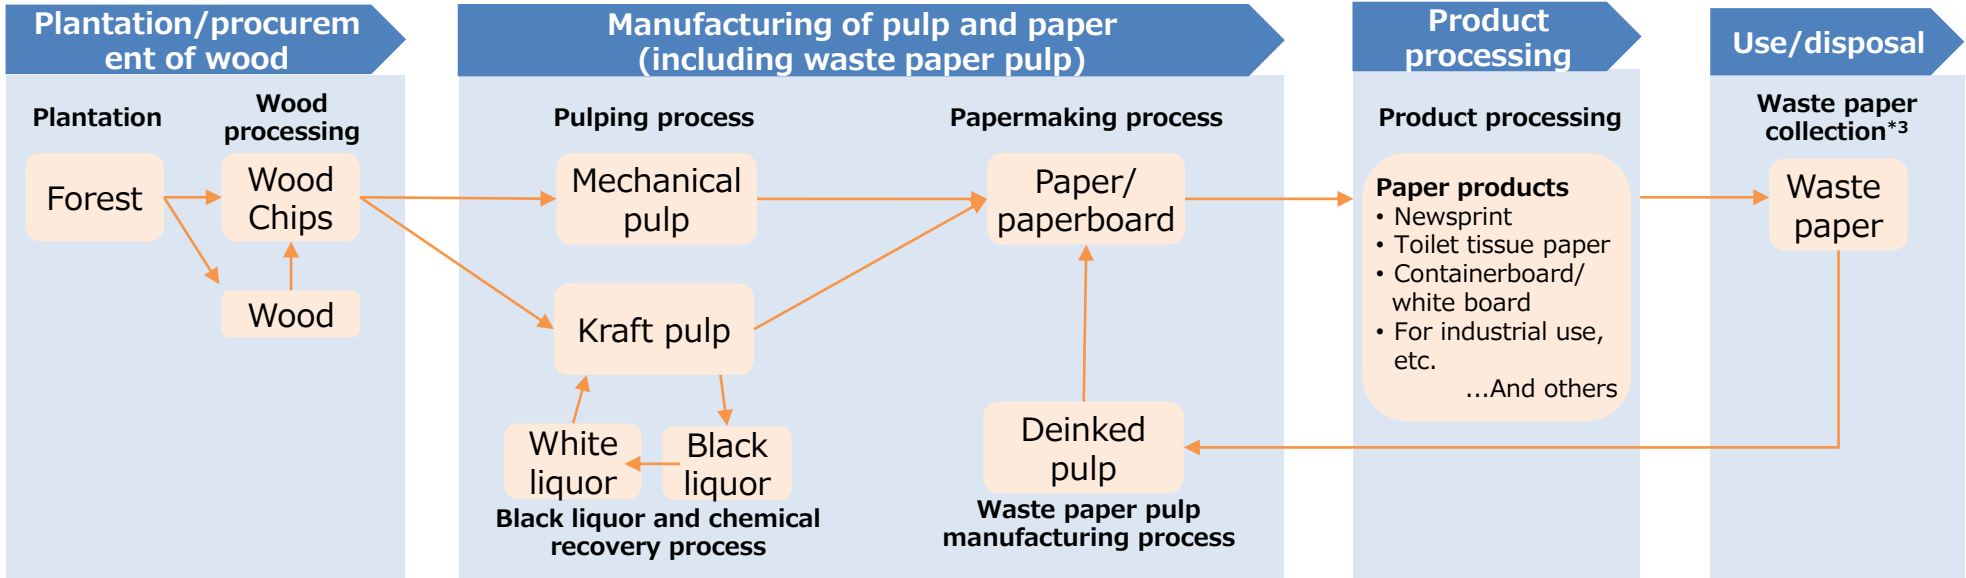 Plantation/procurem
ent of wood
Manufacturing of pulp and paper
(including waste paper pulp)
Product
processing
Use/disposal
Plantation
Wood
processing
Pulping process
Papermaking process
Product processing
Waste paper
collection*3
Forest
Wood
Chips
Wood
Mechanical
pulp
Kraft pulp
White
liquor
Black
liquor
Black liquor and chemical
recovery process
Paper/
paperboard
Deinked
pulp
Waste paper pulp
manufacturing process
Paper products
• Newsprint
• Toilet tissue paper
• Containerboard/
white board
• For industrial use,
etc.
...And others
Waste
paper